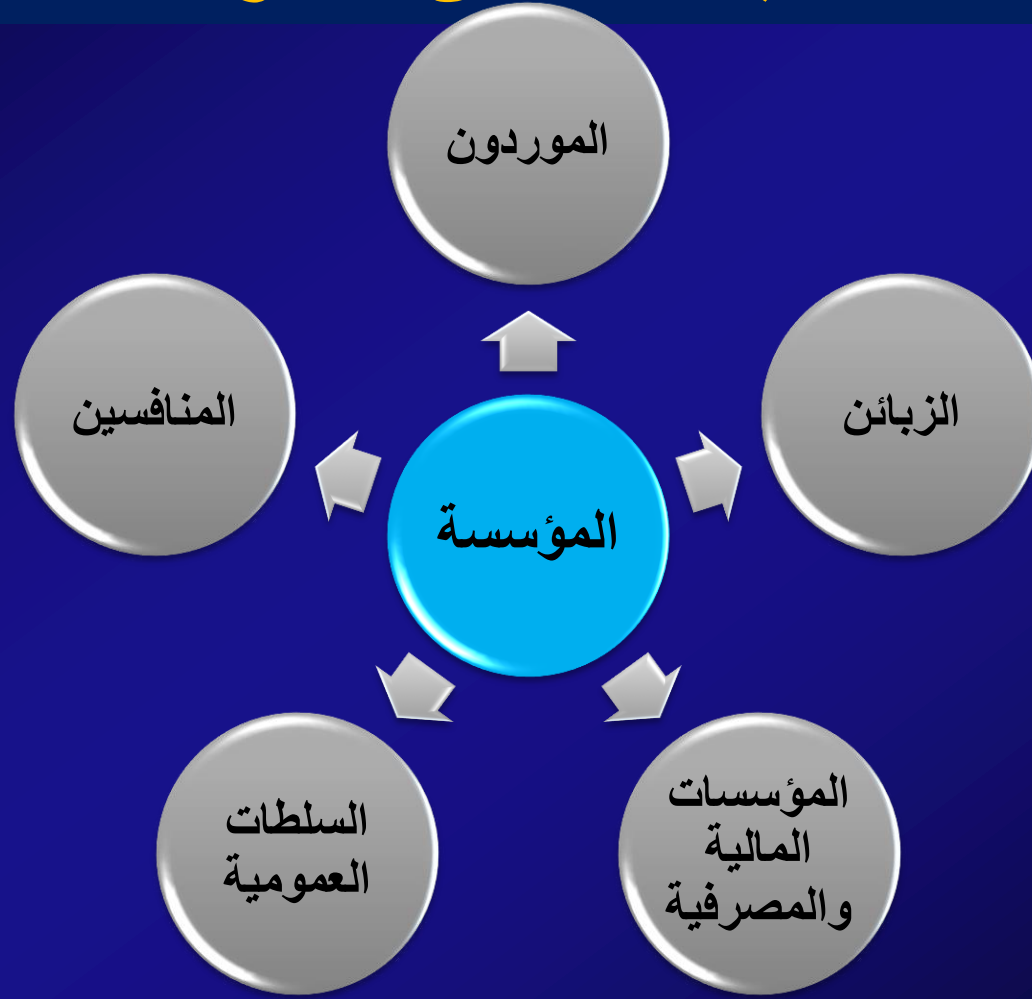 الموردون
المنافسين
الزبائن
المؤسسة
السلطات
العمومية
المؤسسات
المالية
والمصرفية